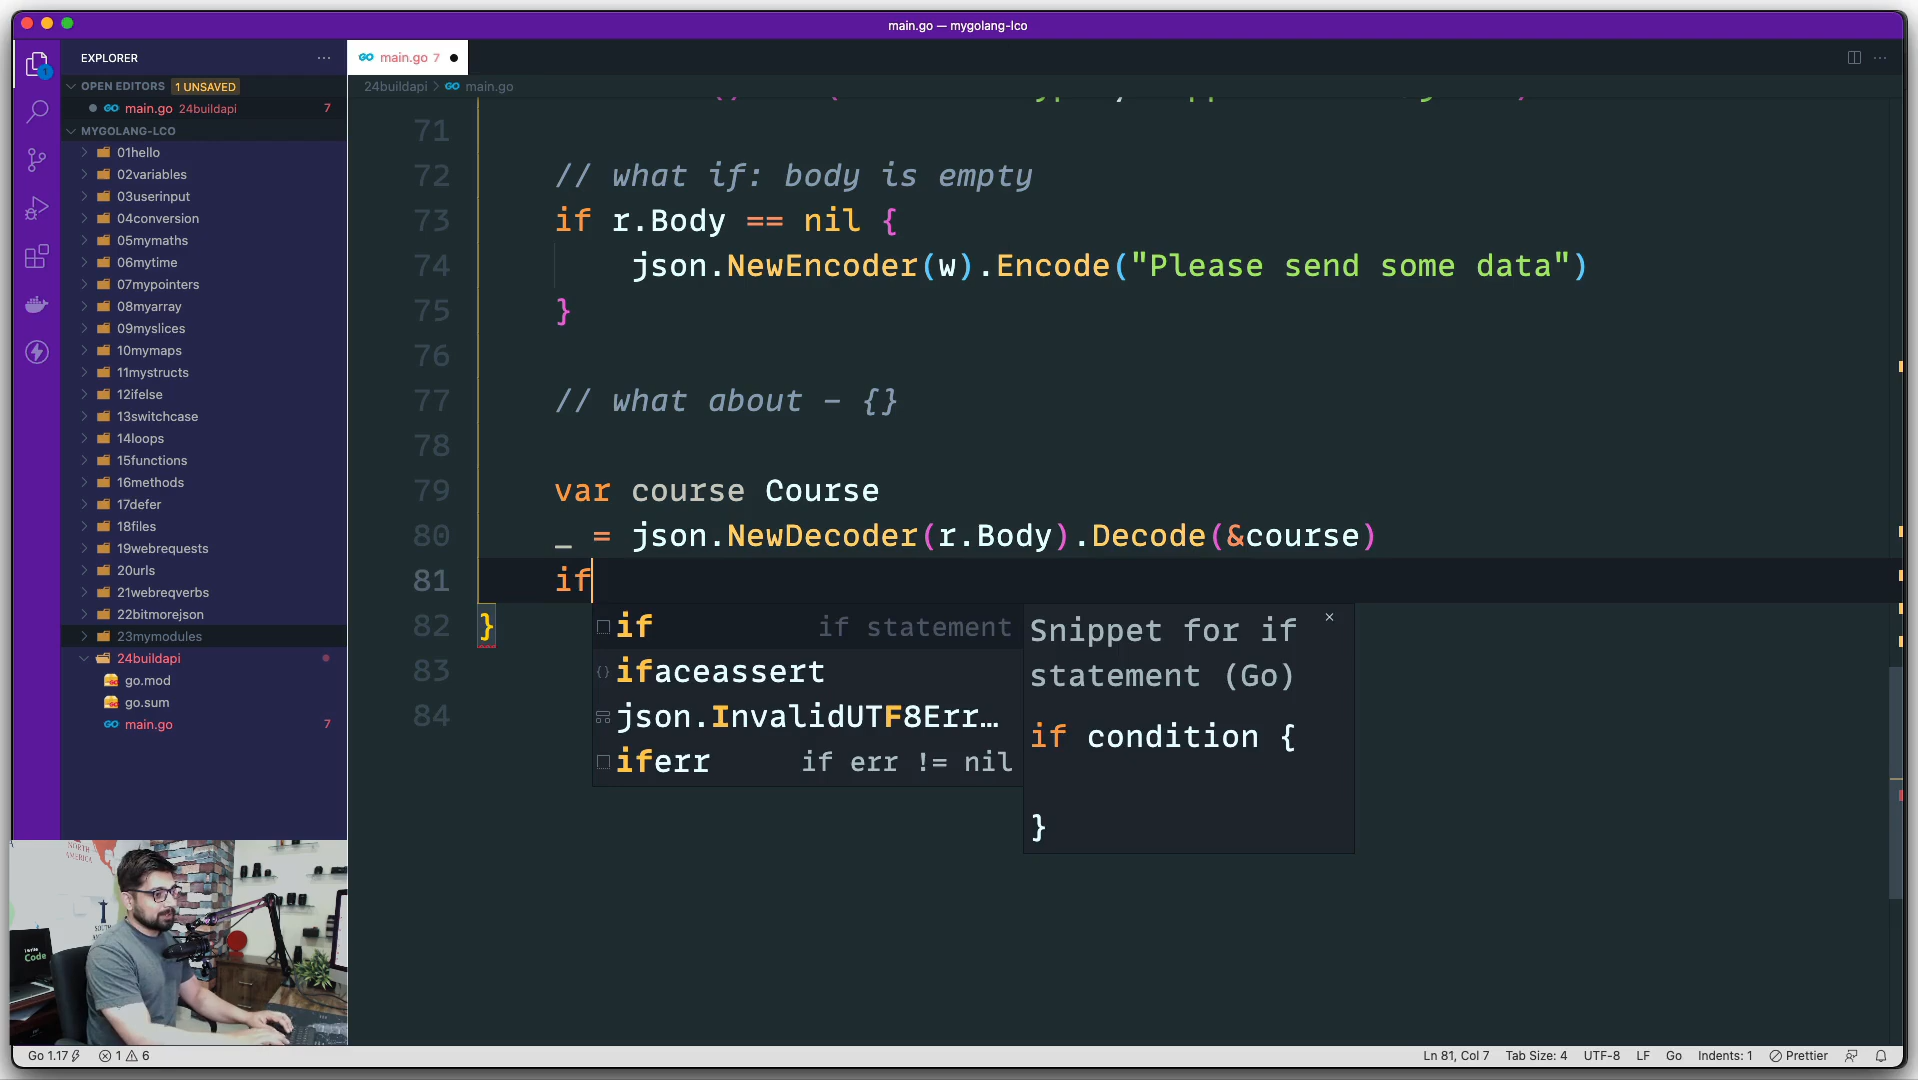 main.go — mygolang-lco
EXPLORER
main.go 7
OPEN EDITORS 1 UNSAVED
main.go 24buildapi 7
MYGOLANG-LCO
01hello
02variables
03userinput
04conversion
05mymaths
06mytime
07mypointers
08myarray
09myslices
10mymaps
11mystructs
12ifelse
13switchcase
14loops
15functions
16methods
17defer
18files
19webrequests
20urls
21webreqverbs
22bitmorejson
23mymodules
24buildapi
go.mod
go.sum
main.go 7
24buildapi > main.go
71
72 // what if: body is empty
73 if r.Body == nil {
74 json.NewEncoder(w).Encode("Please send some data")
75 }
76
77 // what about - {}
78
79 var course Course
80 _ = json.NewDecoder(r.Body).Decode(&course)
81 if
82 }
83
84
if if statement
ifaceassert
json.InvalidUTF8Err…
iferr if err != nil
Snippet for if
statement (Go)
if condition {
}
NORTH
AMERICA
I write
Code
Go 1.17 1 6
Ln 81, Col 7 Tab Size: 4 UTF-8 LF Go Indents: 1 Prettier